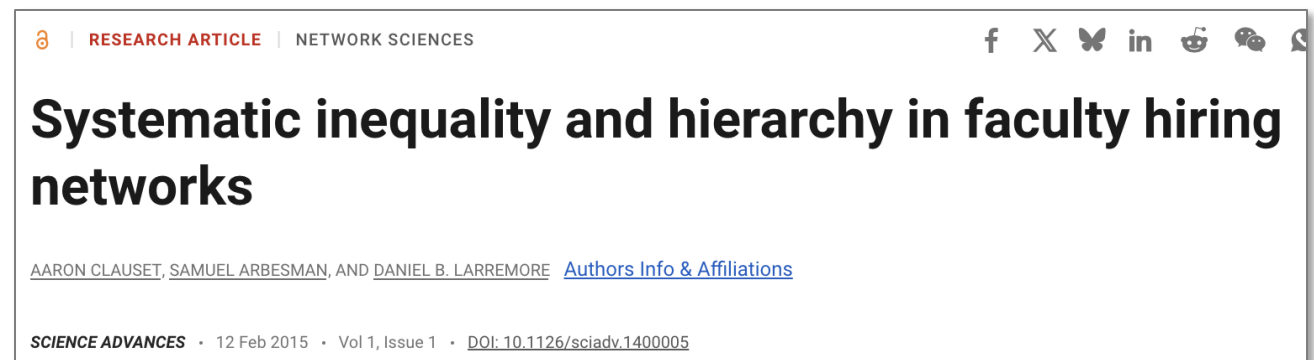 RESEARCH ARTICLE | NETWORK SCIENCES
Systematic inequality and hierarchy in faculty hiring
networks
AARON CLAUSET, SAMUEL ARBESMAN, AND DANIEL B. LARREMORE Authors Info & Affiliations
SCIENCE ADVANCES • 12 Feb 2015 • Vol 1, Issue 1 • DOI: 10.1126/sciadv.1400005